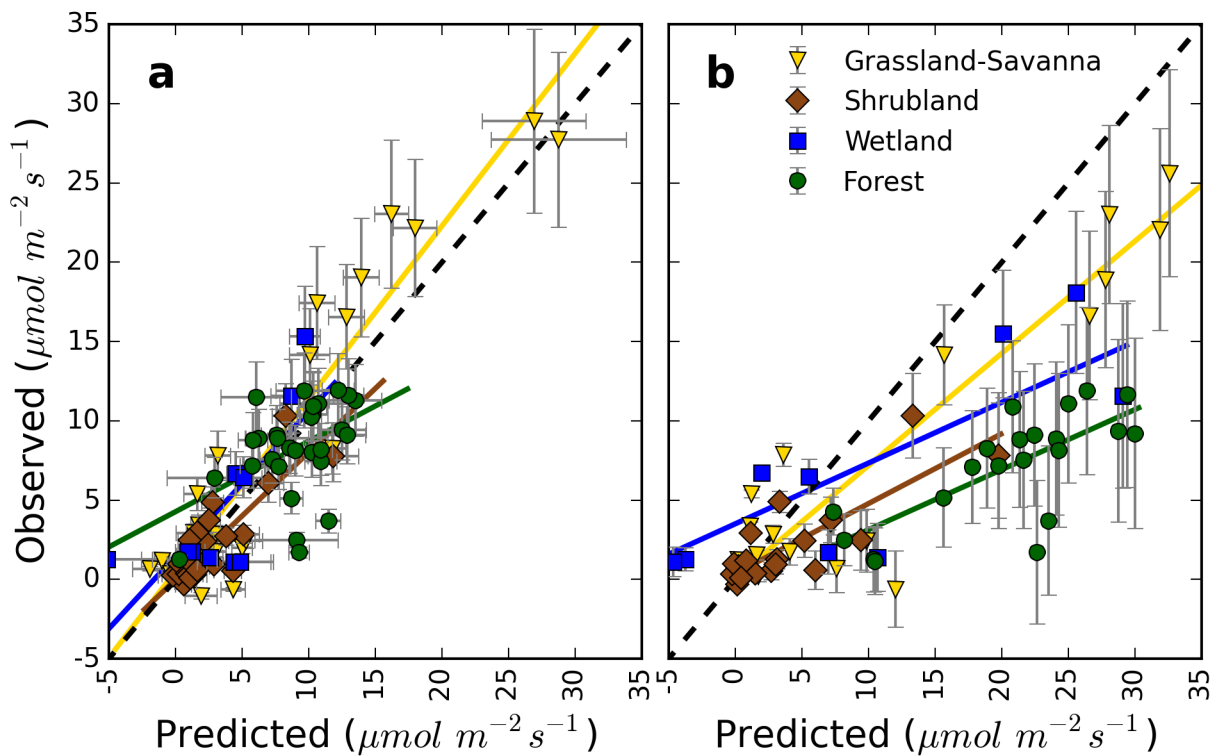 35
30
25
20
15
10
5
0
-5
Observed (μmol m⁻² s⁻¹)
a
-5 0 5 10 15 20 25 30 35
Predicted (μmol m⁻² s⁻¹)
b
Grassland-Savanna
Shrubland
Wetland
Forest
-5 0 5 10 15 20 25 30 35
Predicted (μmol m⁻² s⁻¹)